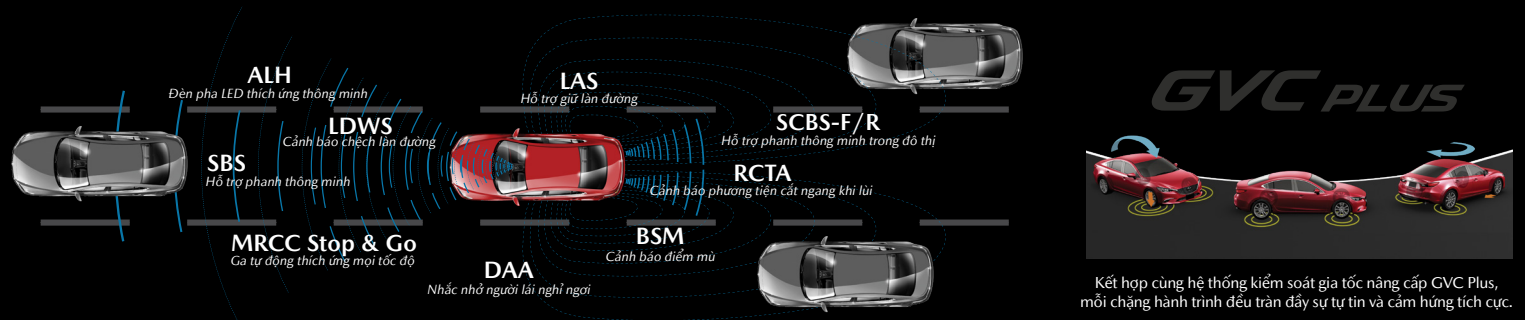 ALH
Đèn pha LED thích ứng thông minh
LDWS
Cảnh báo chệch làn đường
SBS
Hỗ trợ phanh thông minh
MRCC Stop & Go
Ga tự động thích ứng mọi tốc độ
LAS
Hỗ trợ giữ làn đường
DAA
Nhắc nhở người lái nghỉ ngơi
SCBS-F/R
Hỗ trợ phanh thông minh trong đô thị
RCTA
Cảnh báo phương tiện cắt ngang khi lùi
BSM
Cảnh báo điểm mù
GVC PLUS
Kết hợp cùng hệ thống kiểm soát gia tốc nâng cấp GVC Plus,
mỗi chặng hành trình đều tràn đầy sự tự tin và cảm hứng tích cực.